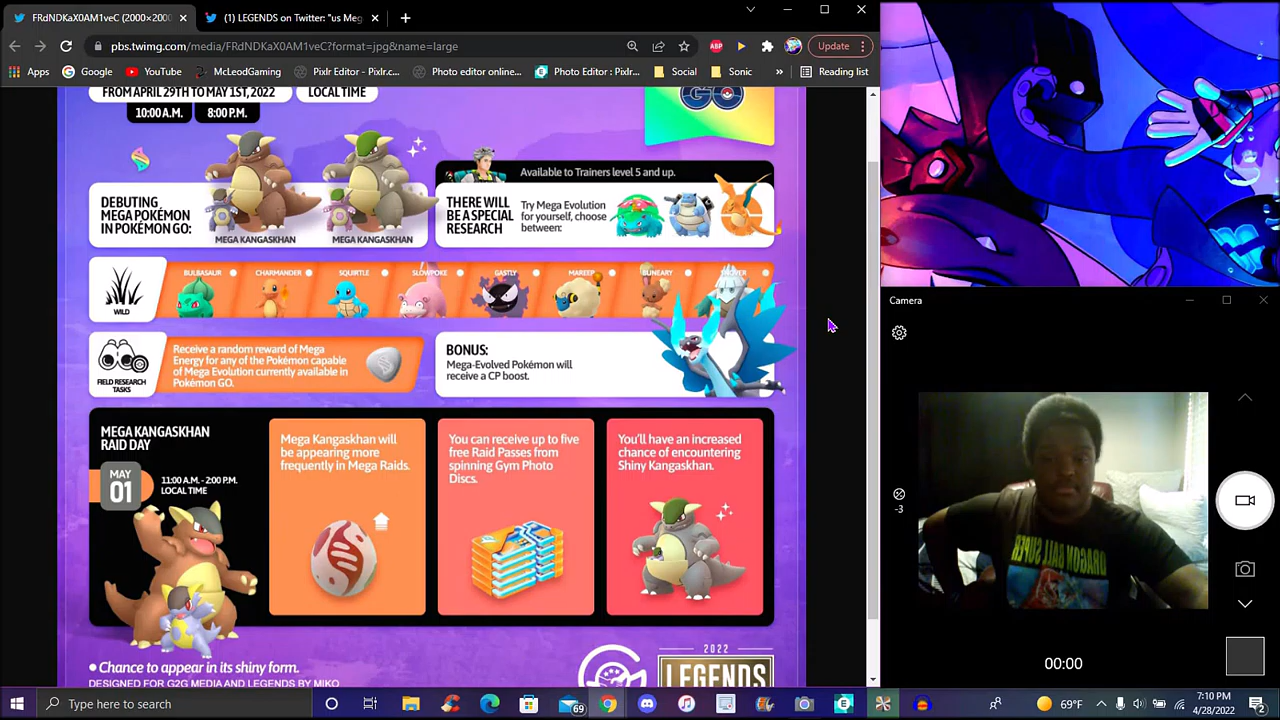 FRdNDKaX0AM1veC (2000×2000
(1) LEGENDS on Twitter: "us Meg
pbs.twimg.com/media/FRdNDKaX0AM1veC?format=jpg&name=large
ABP
Update
Apps
Google
YouTube
McLeodGaming
Pixlr Editor - Pixlr.c...
Photo editor online...
Photo Editor : Pixlr...
Social
Sonic
»
Reading list
FROM APRIL 29TH TO MAY 1ST, 2022
LOCAL TIME
10:00 A.M.
8:00 P.M.
GO
DEBUTING
MEGA POKÉMON
IN POKÉMON GO:
MEGA KANGASKHAN
MEGA KANGASKHAN
Available to Trainers level 5 and up.
THERE WILL
BE A SPECIAL
RESEARCH
Try Mega Evolution
for yourself, choose
between:
WILD
BULBASUR
CHARMANDER
SQUIRTLE
SLOWPOKE
GASTLY
MAREEP
BUNEARY
FIELD RESEARCH
TASKS
Receive a random reward of Mega
Energy for any of the Pokémon capable
of Mega Evolution currently available in
Pokémon GO.
BONUS:
Mega-Evolved Pokémon will
receive a CP boost.
MEGA KANGASKHAN
RAID DAY
MAY
01
11:00 A.M. - 2:00 P.M.
LOCAL TIME
Mega Kangaskhan will
be appearing more
frequently in Mega Raids.
You can receive up to five
free Raid Passes from
spinning Gym Photo
Discs.
You'll have an increased
chance of encountering
Shiny Kangaskhan.
• Chance to appear in its shiny form.
DESIGNED FOR G2G MEDIA AND LEGENDS BY MIKO
2022
LEGENDS
Camera
-3
DRAGON BALL SUPER
00:00
Type here to search
69
69°F
7:10 PM
4/28/2022
2